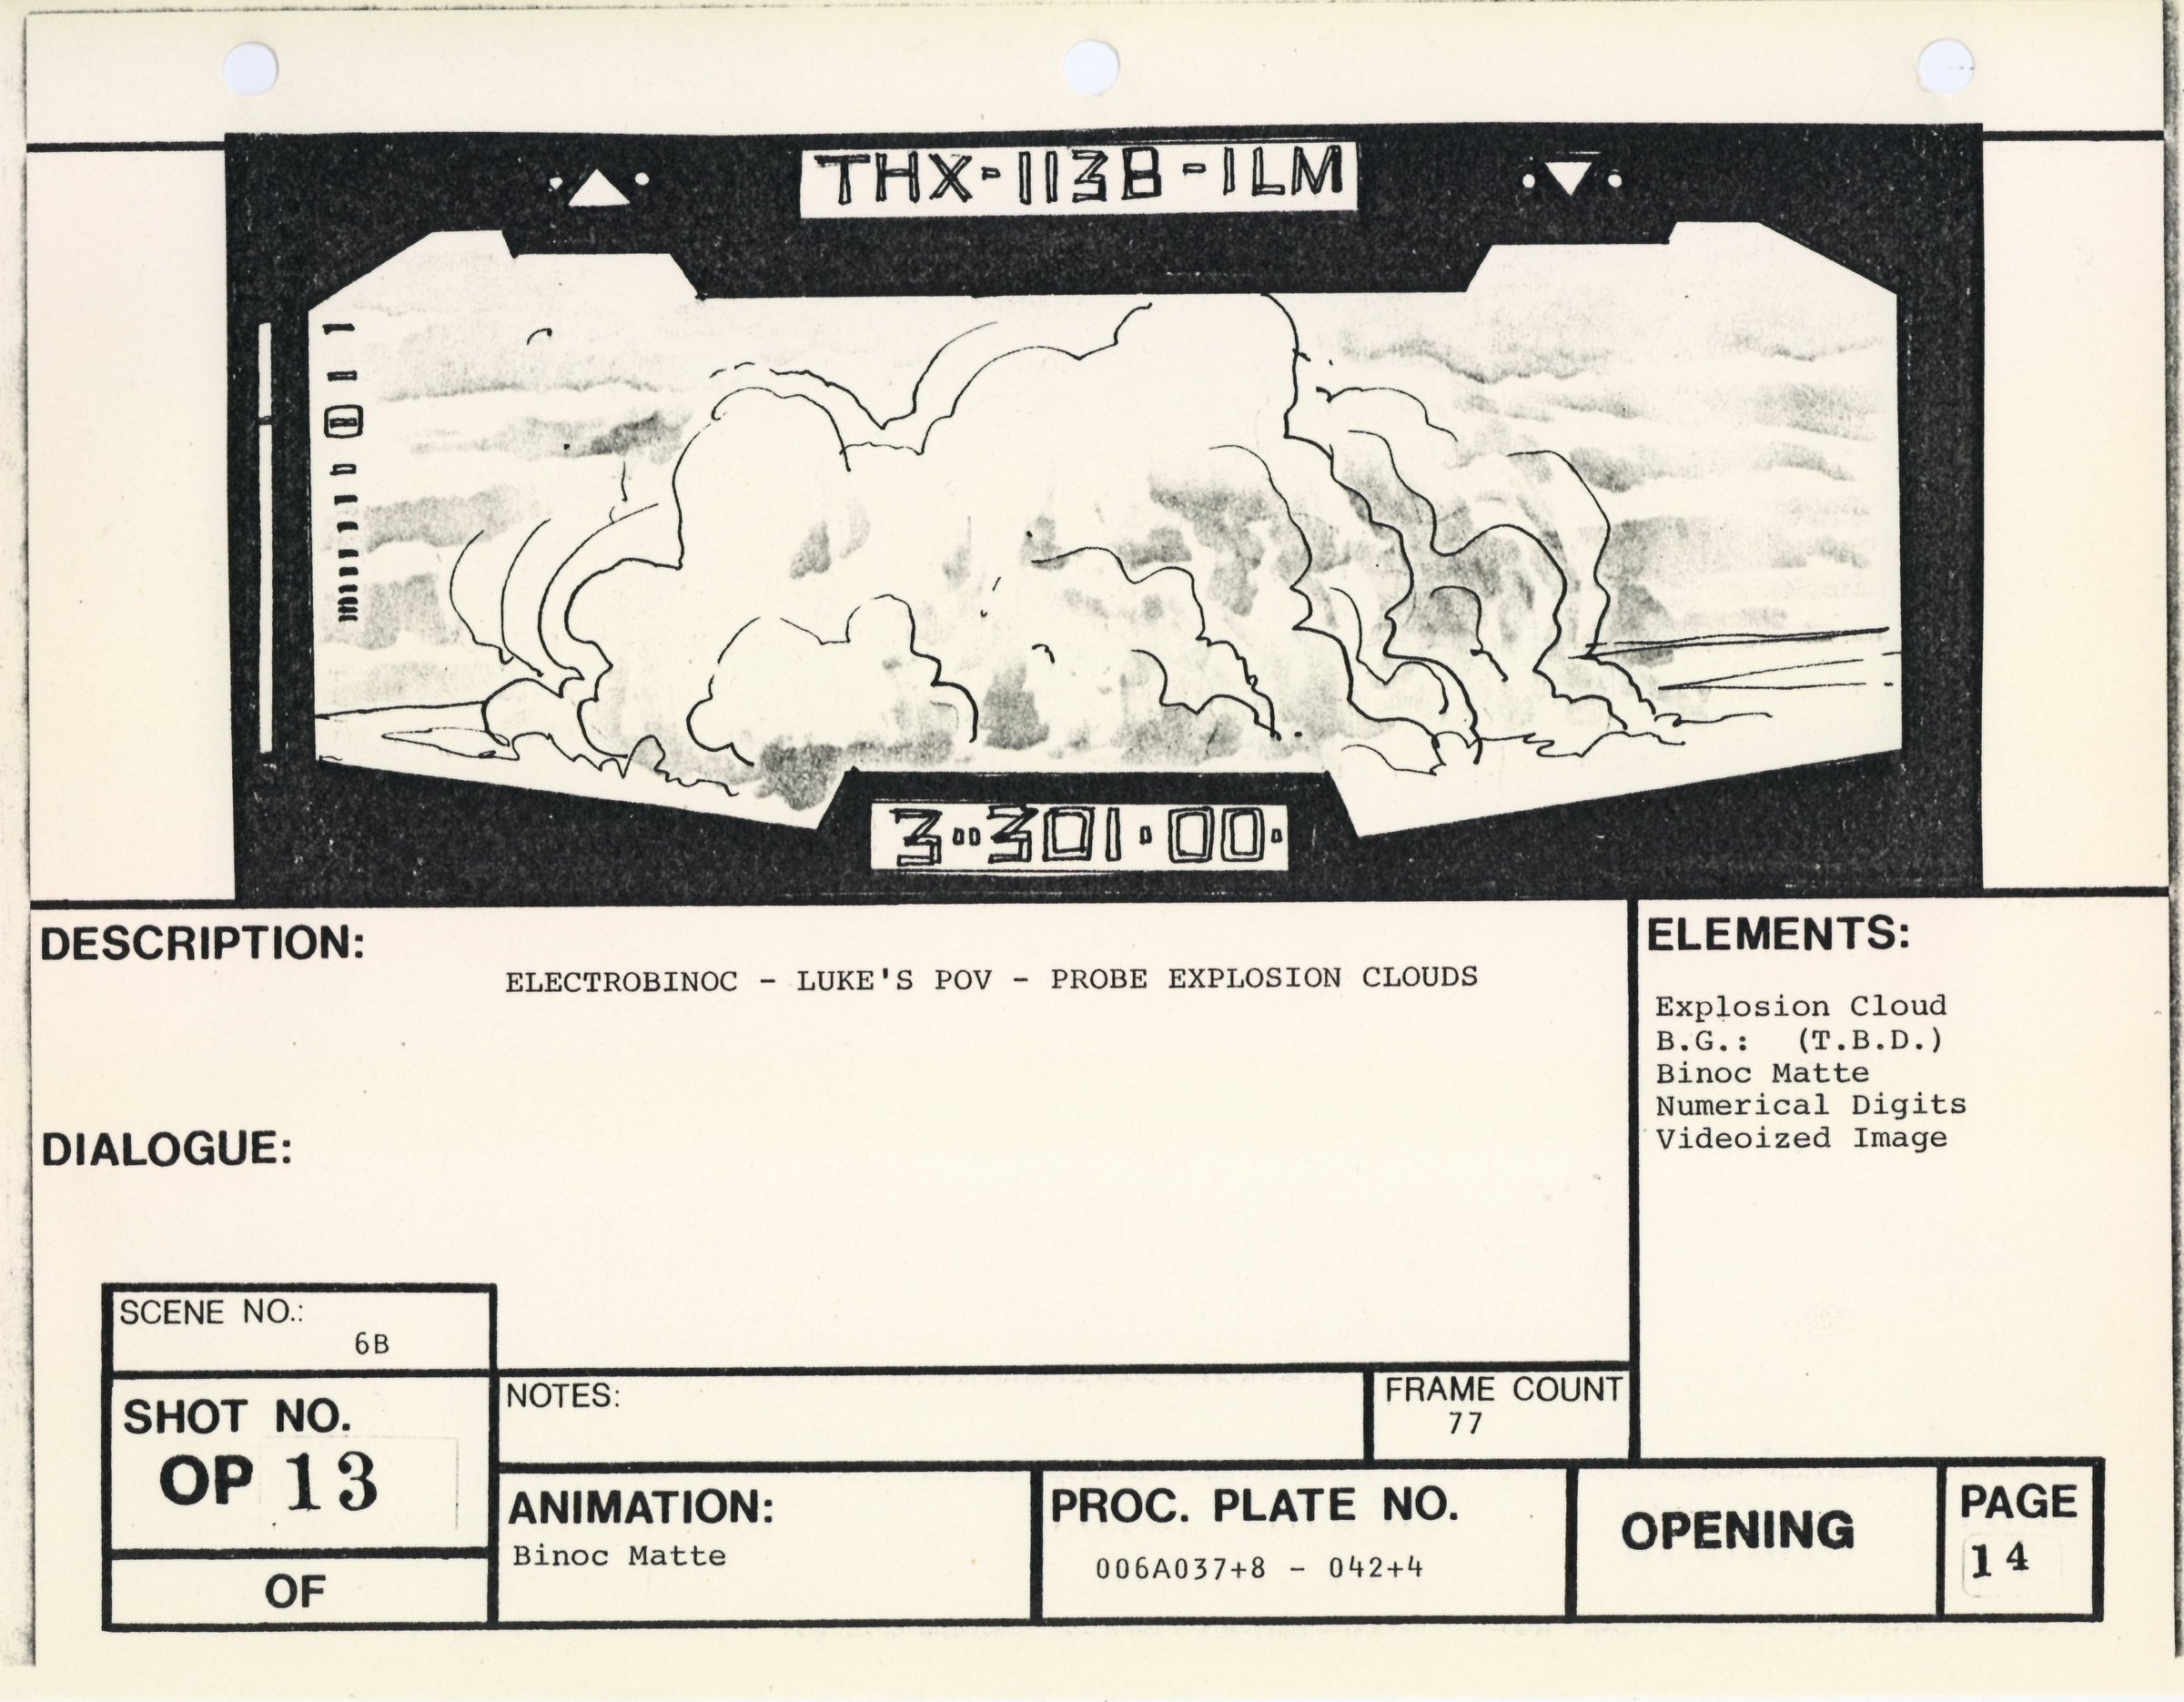 THX-1138-ILM
3··301·00·
DESCRIPTION:
ELECTROBINOC - LUKE'S POV - PROBE EXPLOSION CLOUDS
DIALOGUE:
ELEMENTS:
Explosion Cloud
B.G.: (T.B.D.)
Binoc Matte
Numerical Digits
Videoized Image
SCENE NO.:
6B
SHOT NO.
OP 13
OF
NOTES:
FRAME COUNT
77
ANIMATION:
Binoc Matte
PROC. PLATE NO.
006A037+8 - 042+4
OPENING
PAGE
14